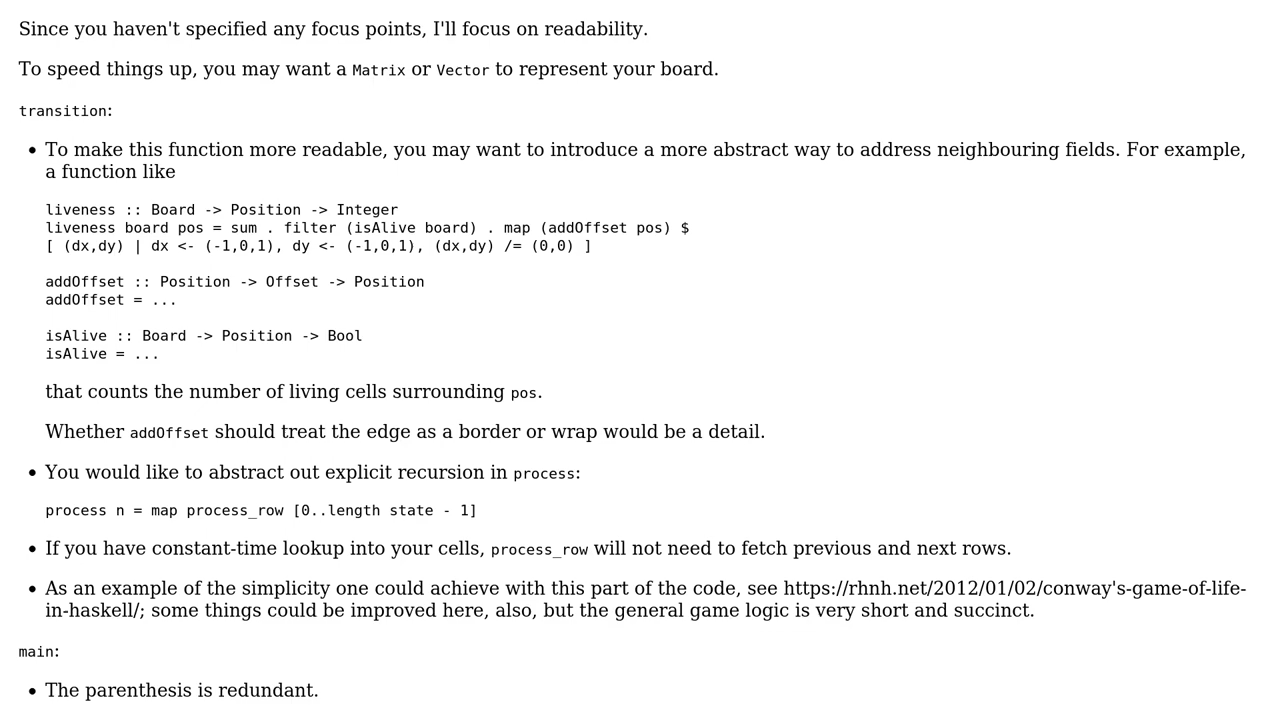 Since you haven't specified any focus points, I'll focus on readability.
To speed things up, you may want a Matrix or Vector to represent your board.
transition:
• To make this function more readable, you may want to introduce a more abstract way to address neighbouring fields. For example,
a function like
liveness :: Board -> Position -> Integer
liveness board pos = sum . filter (isAlive board) . map (addOffset pos) $
[ (dx,dy) | dx <- (-1,0,1), dy <- (-1,0,1), (dx,dy) /= (0,0) ]
addOffset :: Position -> Offset -> Position
addOffset = ...
isAlive :: Board -> Position -> Bool
isAlive = ...
that counts the number of living cells surrounding pos.
Whether addOffset should treat the edge as a border or wrap would be a detail.
• You would like to abstract out explicit recursion in process:
process n = map process_row [0..length state - 1]
• If you have constant-time lookup into your cells, process_row will not need to fetch previous and next rows.
• As an example of the simplicity one could achieve with this part of the code, see https://rhnh.net/2012/01/02/conway's-game-of-life-
in-haskell/; some things could be improved here, also, but the general game logic is very short and succinct.
main:
• The parenthesis is redundant.